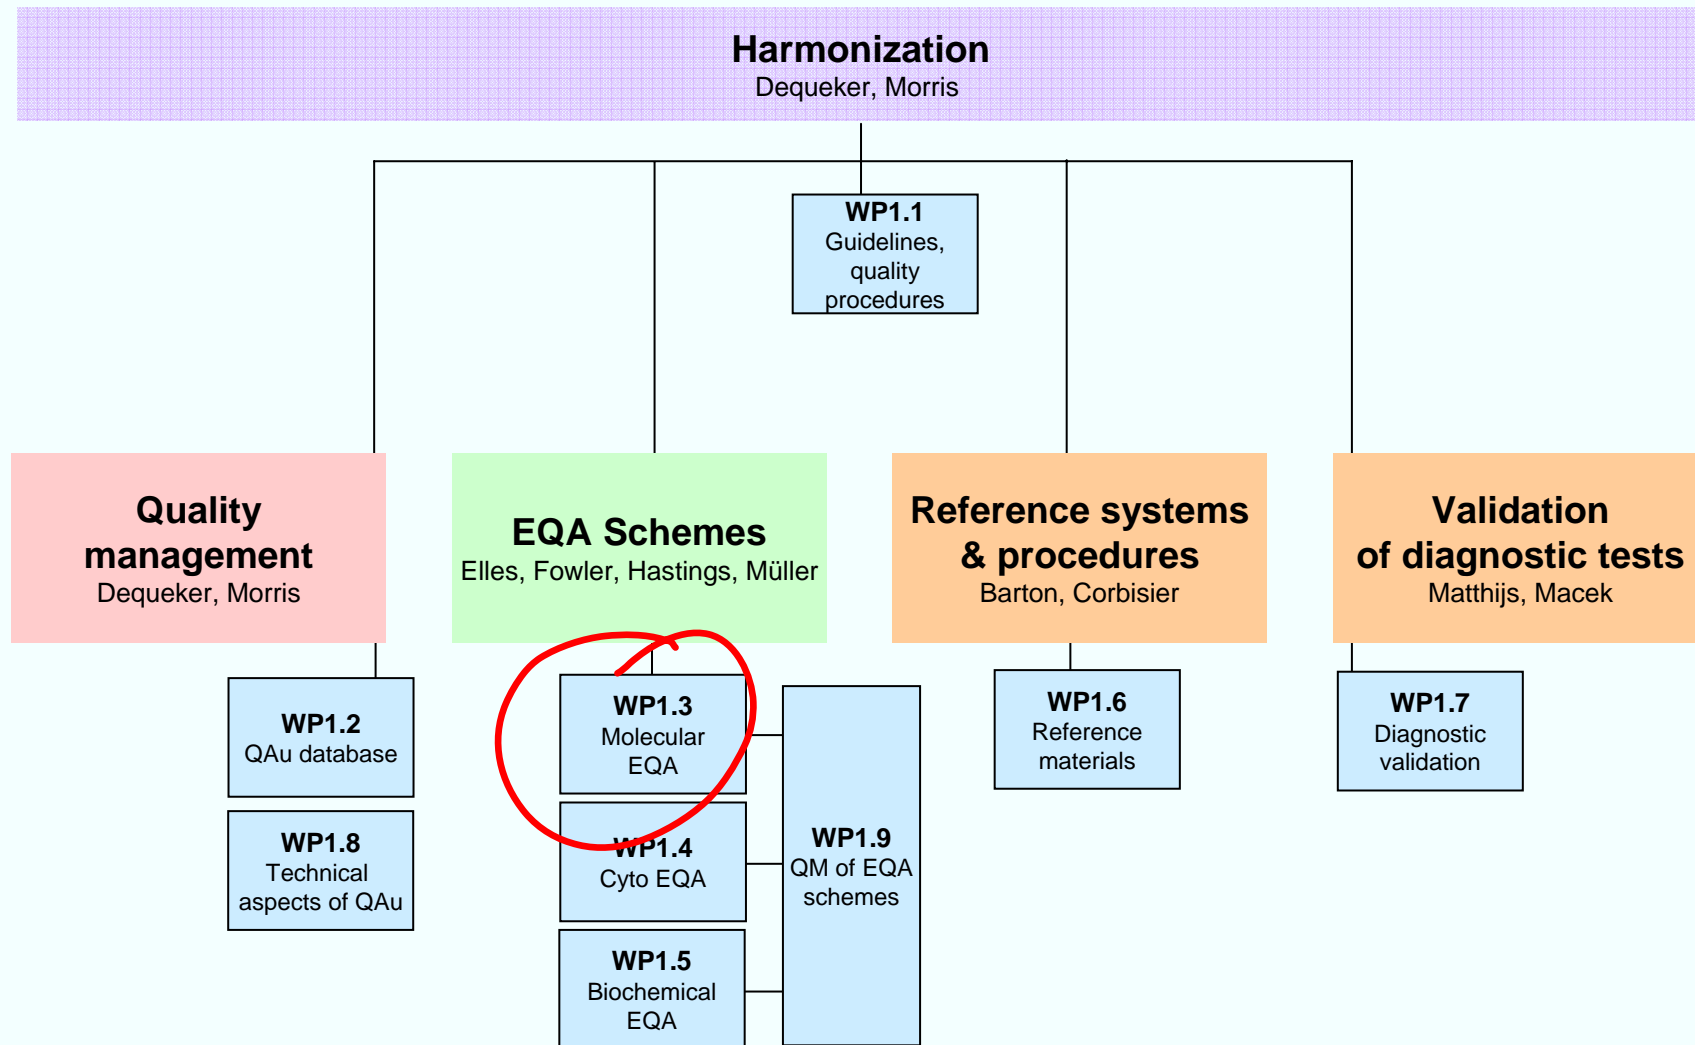 Harmonization
Dequeker, Morris
WP1.1
Guidelines,
quality
procedures
Quality
management
Dequeker, Morris
EQA Schemes
Elles, Fowler, Hastings, Müller
Reference systems
& procedures
Barton, Corbisier
Validation
of diagnostic tests
Matthijs, Macek
WP1.2
QAu database
WP1.8
Technical
aspects of QAu
WP1.3
Molecular
EQA
WP1.4
Cyto EQA
WP1.5
Biochemical
EQA
WP1.9
QM of EQA
schemes
WP1.6
Reference
materials
WP1.7
Diagnostic
validation